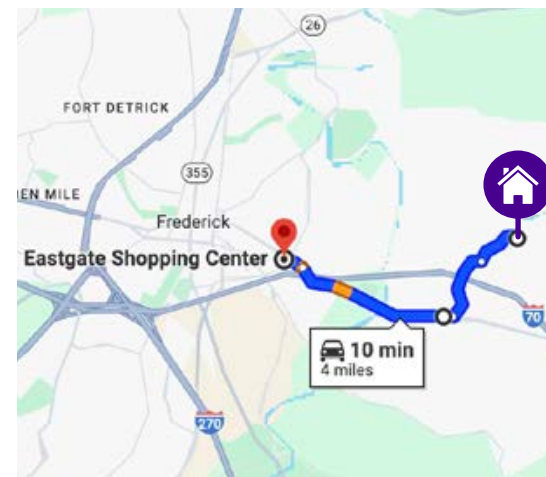 26
FORT DETRICK
355
EN MILE
Frederick
Eastgate Shopping Center
70
10 min
4 miles
270